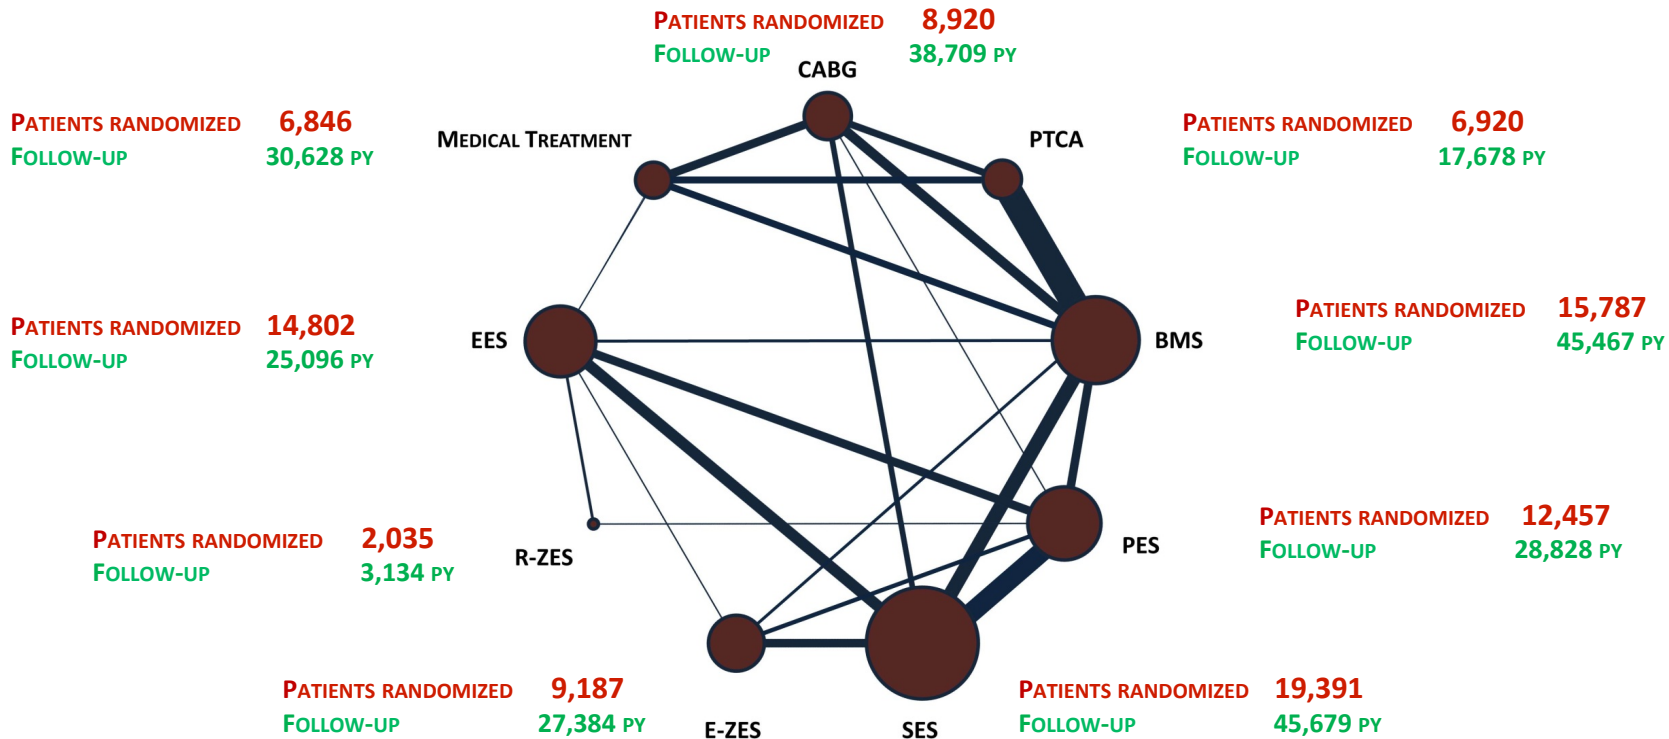 PATIENTS RANDOMIZED 8,920
FOLLOW-UP 38,709 PY
CABG
PATIENTS RANDOMIZED 6,846
FOLLOW-UP 30,628 PY
MEDICAL TREATMENT
PTCA
PATIENTS RANDOMIZED 6,920
FOLLOW-UP 17,678 PY
PATIENTS RANDOMIZED 14,802
FOLLOW-UP 25,096 PY
EES
BMS
PATIENTS RANDOMIZED 15,787
FOLLOW-UP 45,467 PY
PATIENTS RANDOMIZED 2,035
FOLLOW-UP 3,134 PY
R-ZES
PES
PATIENTS RANDOMIZED 12,457
FOLLOW-UP 28,828 PY
PATIENTS RANDOMIZED 9,187
FOLLOW-UP 27,384 PY
E-ZES
SES
PATIENTS RANDOMIZED 19,391
FOLLOW-UP 45,679 PY